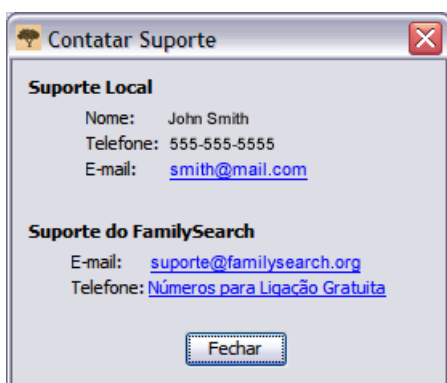 Contatar Suporte
Suporte Local
Nome: John Smith
Telefone: 555-555-5555
E-mail: smith@mail.com
Suporte do FamilySearch
E-mail: suporte@familysearch.org
Telefone: Números para Ligação Gratuita
Fechar